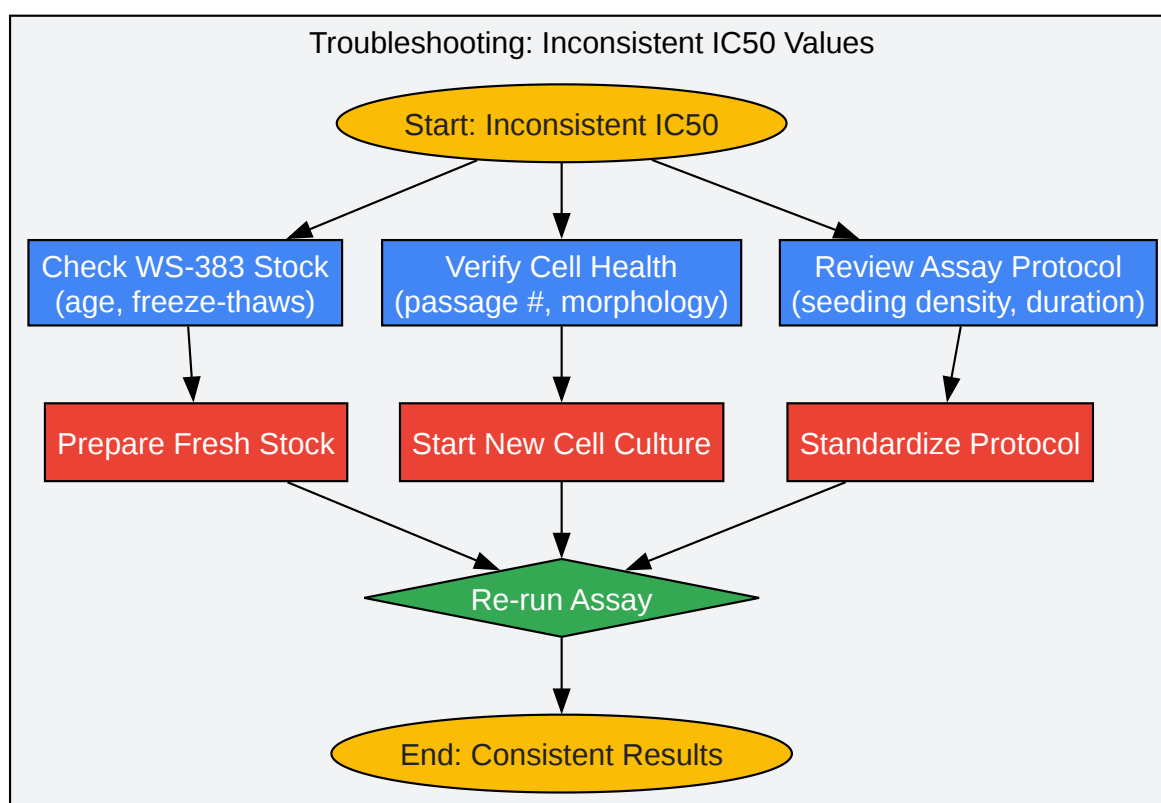 Troubleshooting: Inconsistent IC50 Values
Start: Inconsistent IC50
Check WS-383 Stock
(age, freeze-thaws)
Verify Cell Health
(passage #, morphology)
Review Assay Protocol
(seeding density, duration)
Prepare Fresh Stock
Start New Cell Culture
Standardize Protocol
Re-run Assay
End: Consistent Results